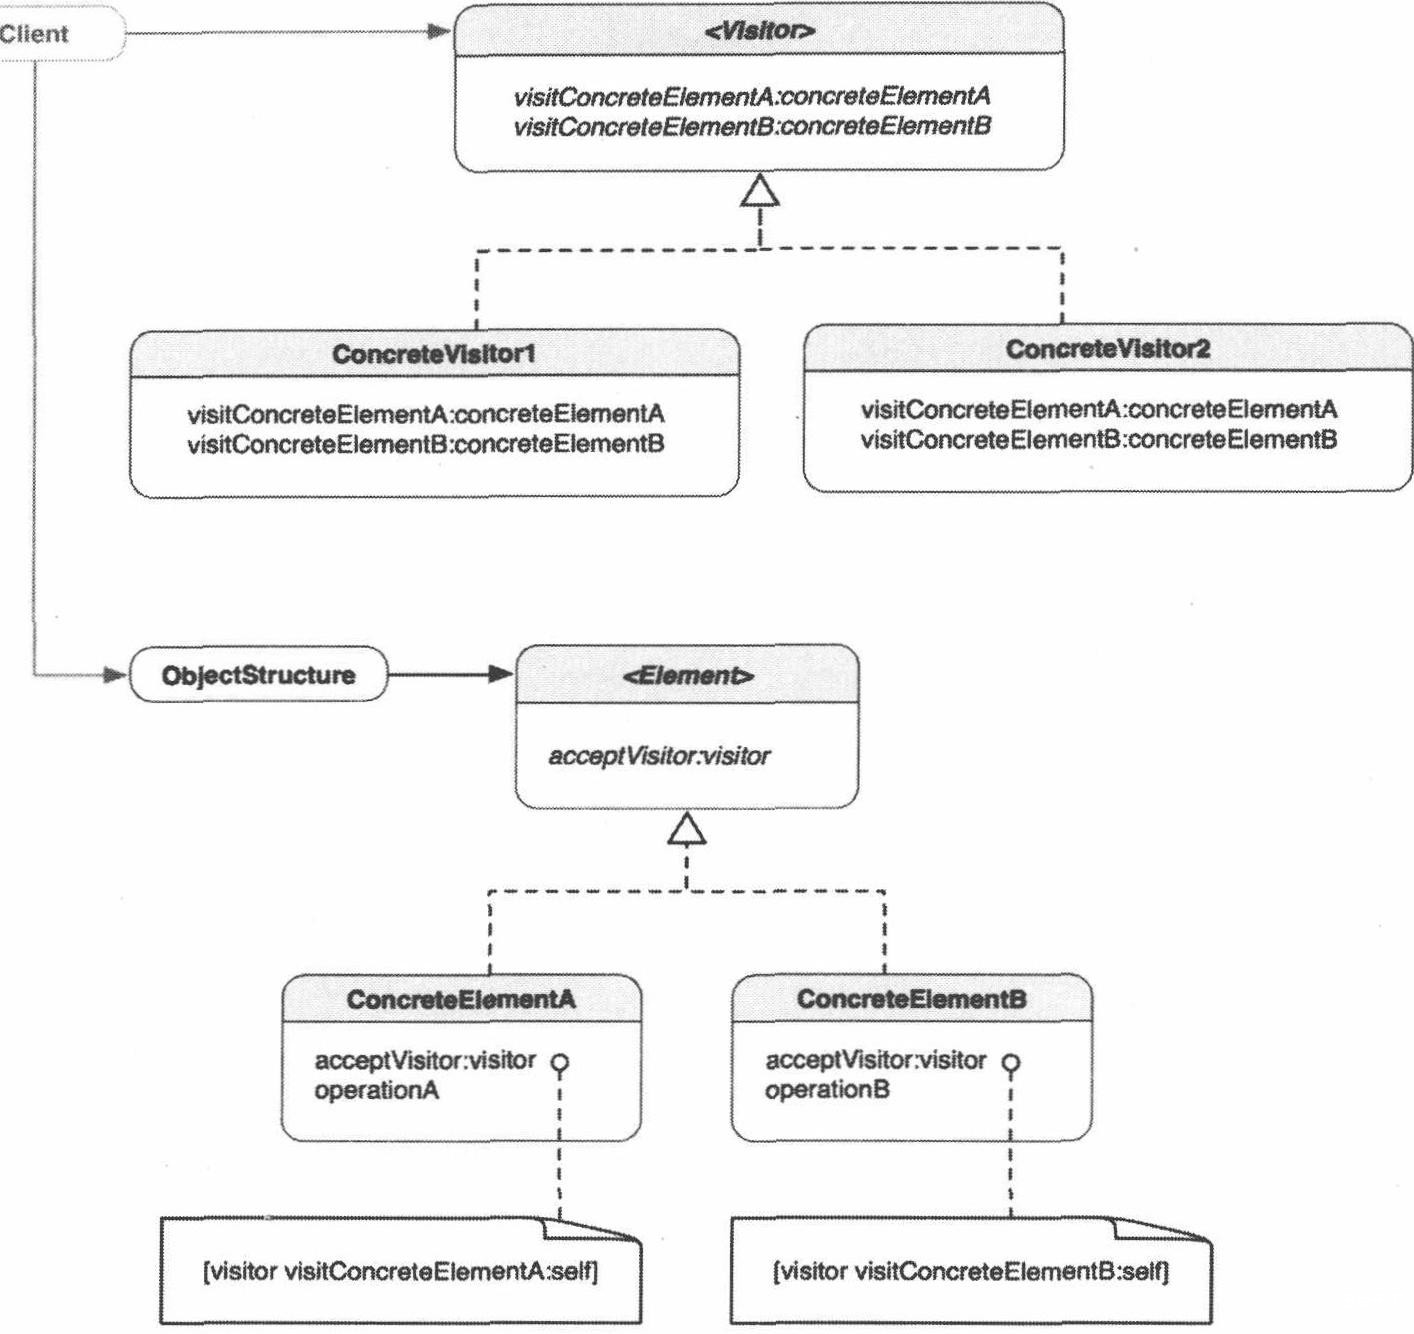 Client
<Visitor>
visitConcreteElementA:concreteElementA
visitConcreteElementB:concreteElementB
ConcreteVisitor1
visitConcreteElementA:concreteElementA
visitConcreteElementB:concreteElementB
ConcreteVisitor2
visitConcreteElementA:concreteElementA
visitConcreteElementB:concreteElementB
ObjectStructure
<Element>
acceptVisitor:visitor
ConcreteElementA
acceptVisitor:visitor
operationA
ConcreteElementB
acceptVisitor:visitor
operationB
[visitor visitConcreteElementA:self]
[visitor visitConcreteElementB:self]